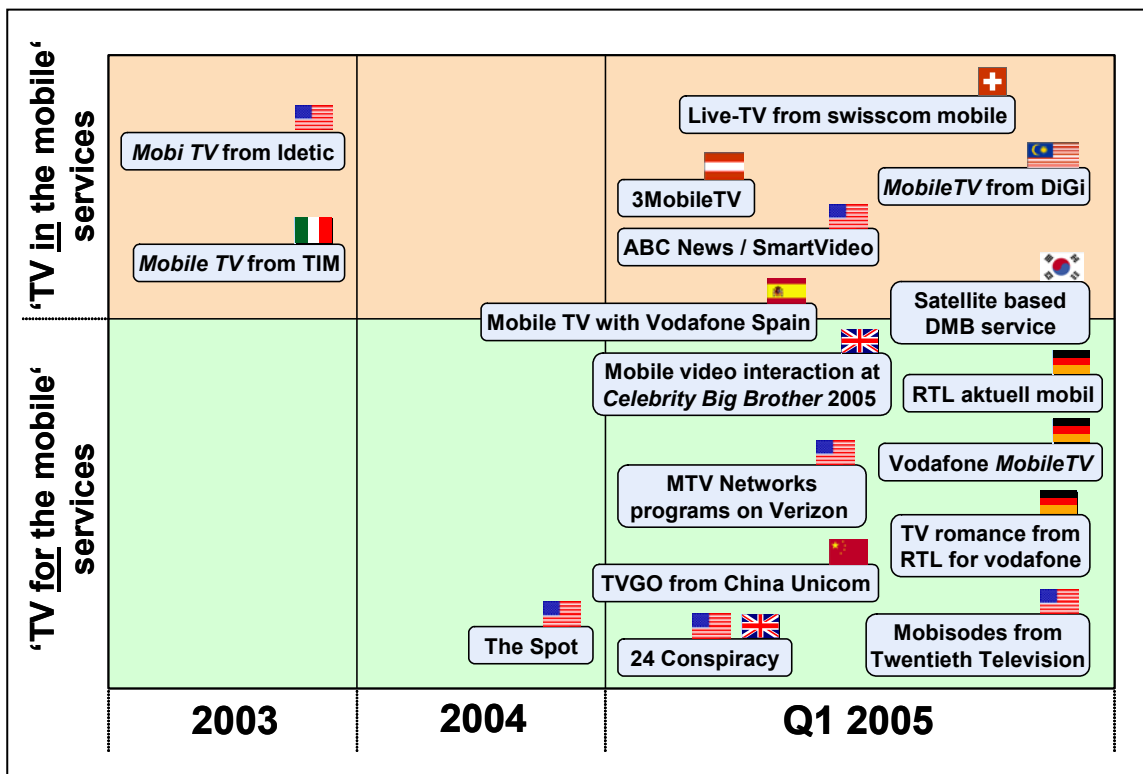 ‘TV in the mobile‘
services
Mobi TV from Idetic
Mobile TV from TIM
Live-TV from swisscom mobile
3MobileTV
MobileTV from DiGi
ABC News / SmartVideo
Mobile TV with Vodafone Spain
Satellite based
DMB service
‘TV for the mobile‘
services
Mobile video interaction at
Celebrity Big Brother 2005
RTL aktuell mobil
Vodafone MobileTV
MTV Networks
programs on Verizon
TV romance from
RTL for vodafone
TVGO from China Unicom
The Spot
24 Conspiracy
Mobisodes from
Twentieth Television
2003
2004
Q1 2005